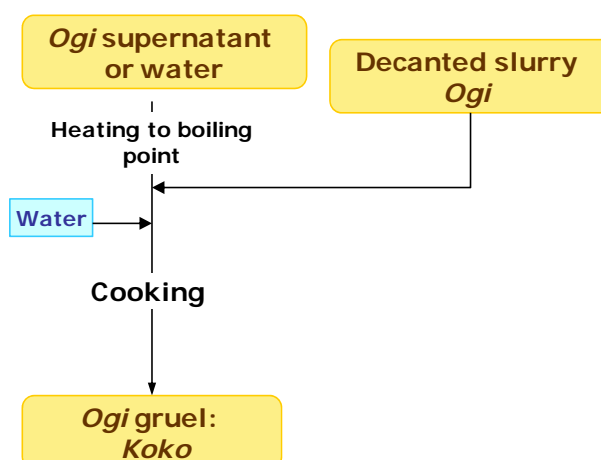 Ogi supernatant
or water
Decanted slurry
Ogi
Heating to boiling
point
Water
Cooking
Ogi gruel:
Koko